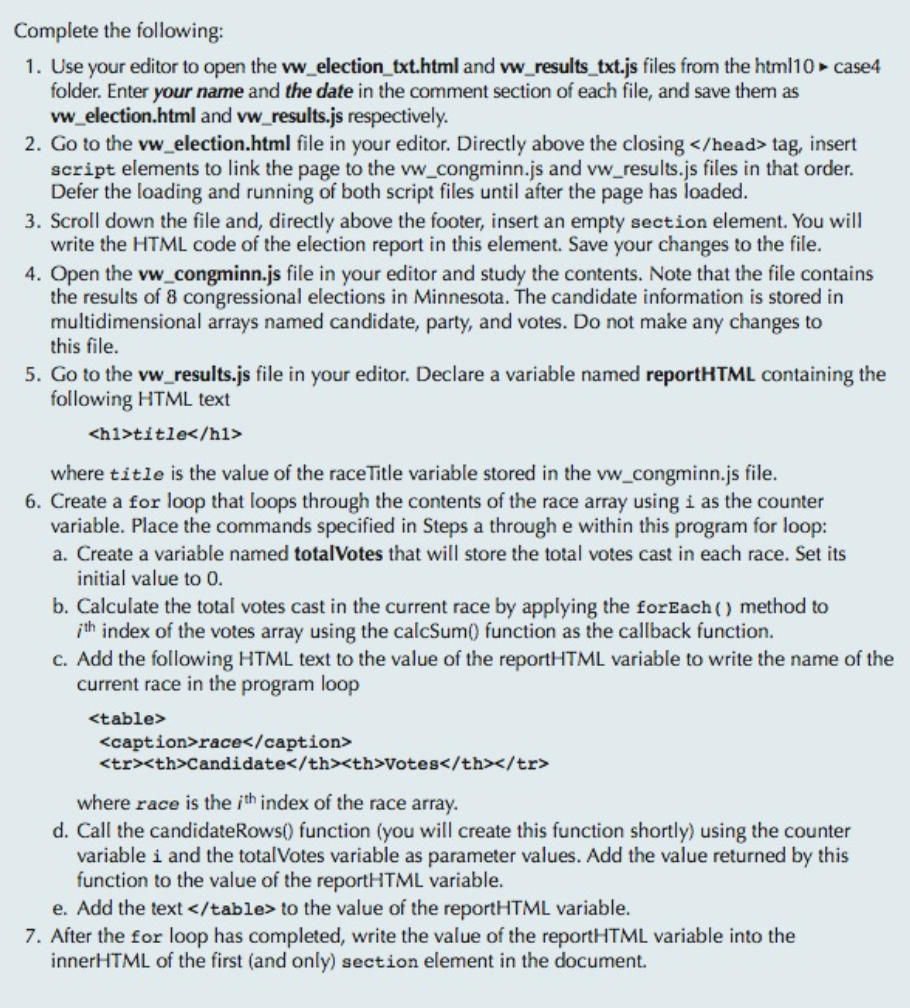 Complete the following:
1. Use your editor to open the vw_election_txt.html and vw_results_txt.js files from the html10 ▸ case4
folder. Enter your name and the date in the comment section of each file, and save them as
vw_election.html and vw_results.js respectively.
2. Go to the vw_election.html file in your editor. Directly above the closing </head> tag, insert
script elements to link the page to the vw_congminn.js and vw_results.js files in that order.
Defer the loading and running of both script files until after the page has loaded.
3. Scroll down the file and, directly above the footer, insert an empty section element. You will
write the HTML code of the election report in this element. Save your changes to the file.
4. Open the vw_congminn.js file in your editor and study the contents. Note that the file contains
the results of 8 congressional elections in Minnesota. The candidate information is stored in
multidimensional arrays named candidate, party, and votes. Do not make any changes to
this file.
5. Go to the vw_results.js file in your editor. Declare a variable named reportHTML containing the
following HTML text
<h1>title</h1>
where title is the value of the raceTitle variable stored in the vw_congminn.js file.
6. Create a for loop that loops through the contents of the race array using i as the counter
variable. Place the commands specified in Steps a through e within this program for loop:
a. Create a variable named totalVotes that will store the total votes cast in each race. Set its
initial value to 0.
b. Calculate the total votes cast in the current race by applying the forEach() method to
ith index of the votes array using the calcSum() function as the callback function.
c. Add the following HTML text to the value of the reportHTML variable to write the name of the
current race in the program loop
<table>
<caption>race</caption>
<tr><th>Candidate</th><th>Votes</th></tr>
where race is the ith index of the race array.
d. Call the candidateRows() function (you will create this function shortly) using the counter
variable i and the totalVotes variable as parameter values. Add the value returned by this
function to the value of the reportHTML variable.
e. Add the text </table> to the value of the reportHTML variable.
7. After the for loop has completed, write the value of the reportHTML variable into the
innerHTML of the first (and only) section element in the document.